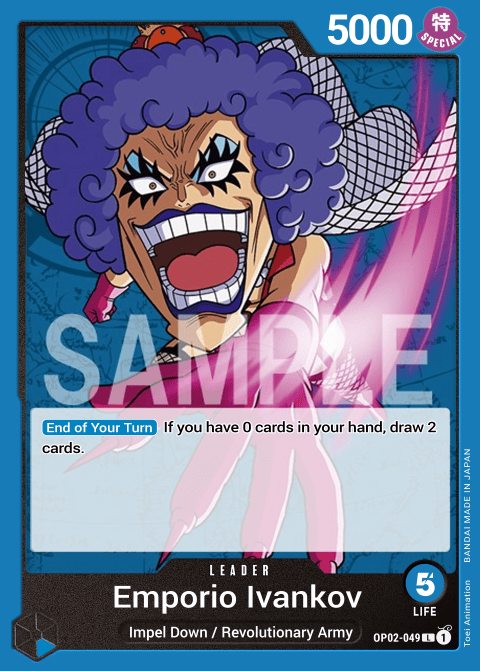 5000
特
SPECIAL
SAMPLE
End of Your Turn If you have 0 cards in your hand, draw 2
cards.
LEADER
Emporio Ivankov
5
LIFE
Impel Down / Revolutionary Army
OP02-049 L 1
Toei Animation BANDAI MADE IN JAPAN